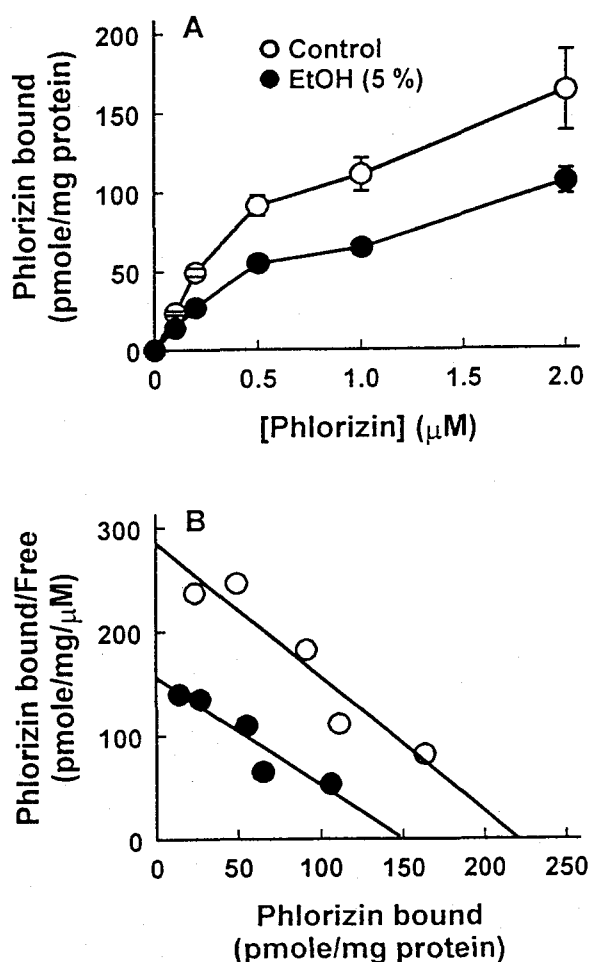 A
Control
EtOH (5 %)
Phlorizin bound
(pmole/mg protein)
200
150
100
50
0
0 0.5 1.0 1.5 2.0
[Phlorizin] (μM)
B
Phlorizin bound/Free
(pmole/mg/μM)
300
200
100
0
0 50 100 150 200 250
Phlorizin bound
(pmole/mg protein)